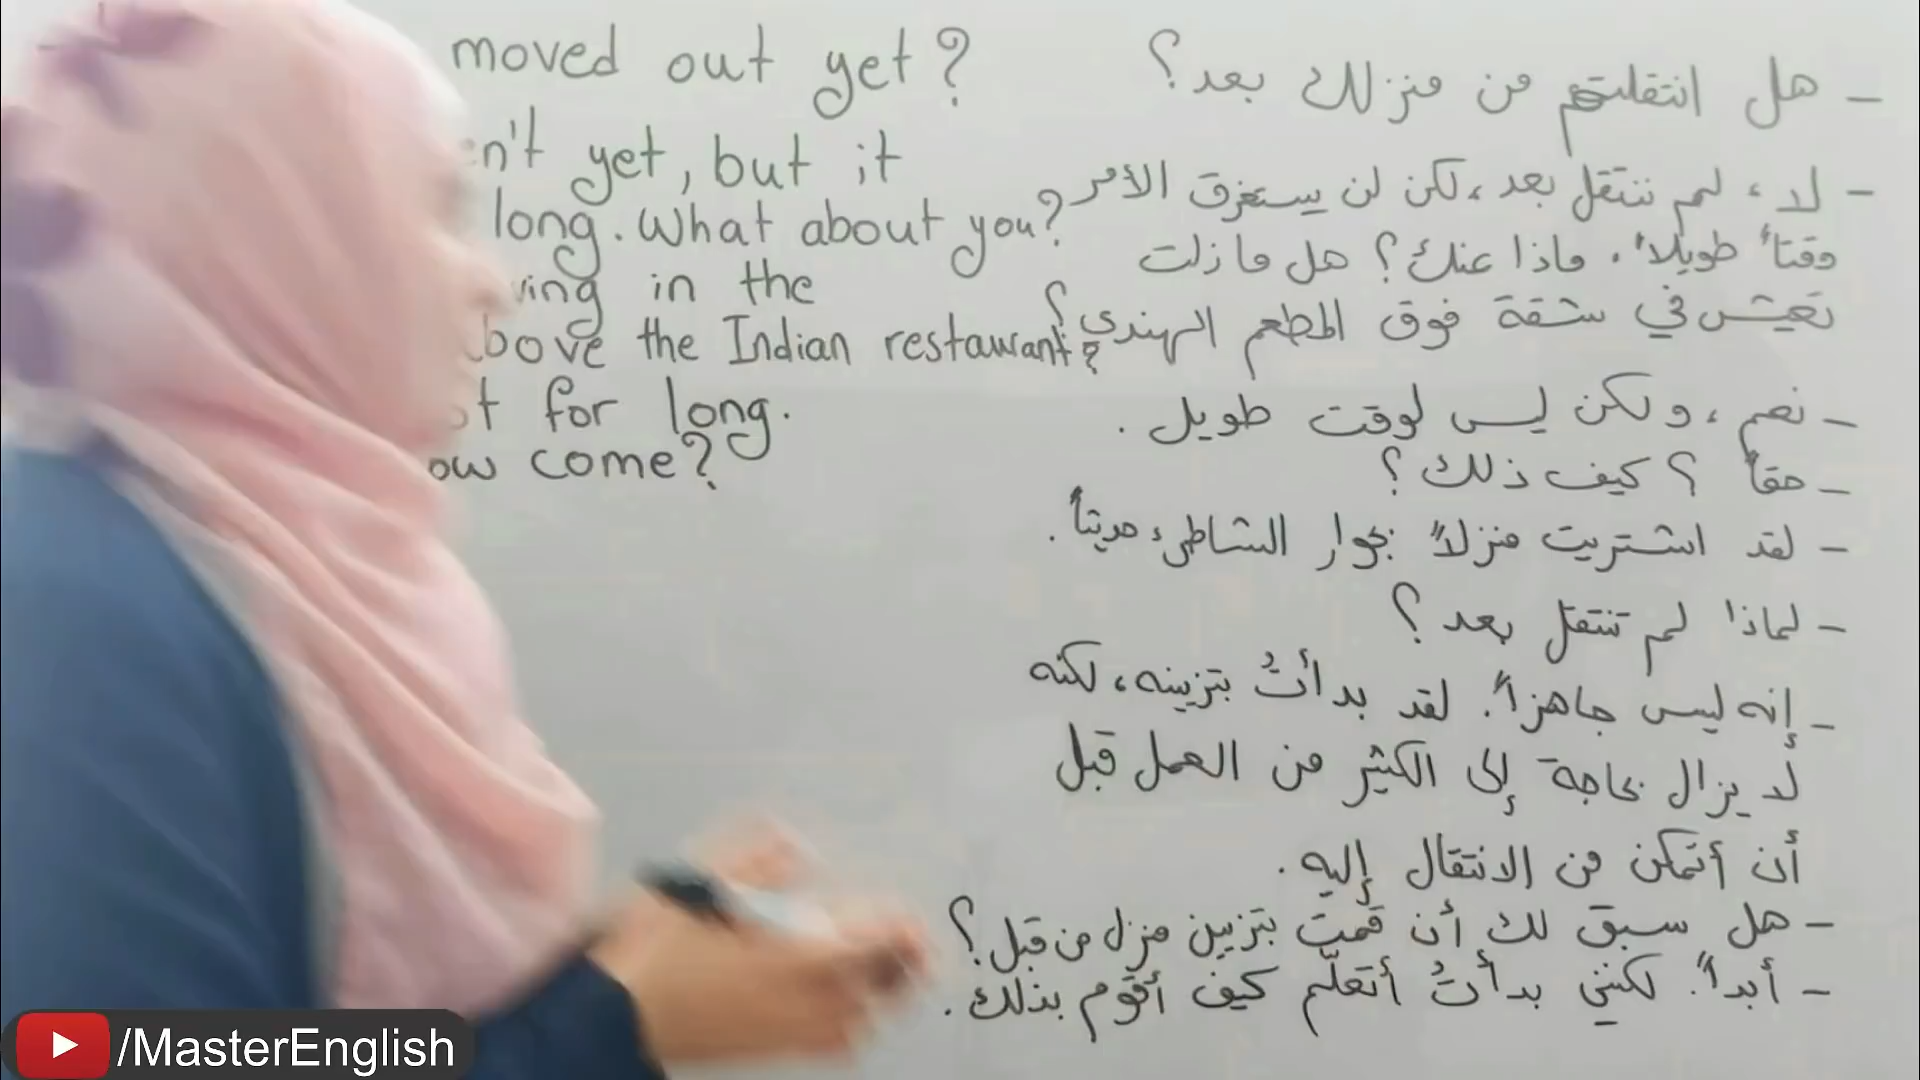 moved out yet?
yet, but it
long. What about you?
in the
the Indian restaurant?
for long.
come?
- هل انتقلتم من منزلك بعد؟
- لا، لم ننتقل بعد، لكن لن يستغرق الأمر
وقتاً طويلاً. ماذا عنك؟ هل ما زلت
تعيش في شقة فوق المطعم الهندي؟
- نعم، ولكن ليس لوقت طويل.
- حقاً؟ كيف ذلك؟
- لقد اشتريت منزلاً بجوار الشاطئ حديثاً.
- لماذا لم تنتقل بعد؟
- إنه ليس جاهزاً. لقد بدأتُ بتزيينه، لكنه
لا يزال بحاجة إلى الكثير من العمل قبل
أن أتمكن من الانتقال إليه.
- هل سبق لك أن قمت بتزيين منزل من قبل؟
- أبداً. لكنني بدأتُ أتعلّم كيف أقوم بذلك.
/MasterEnglish